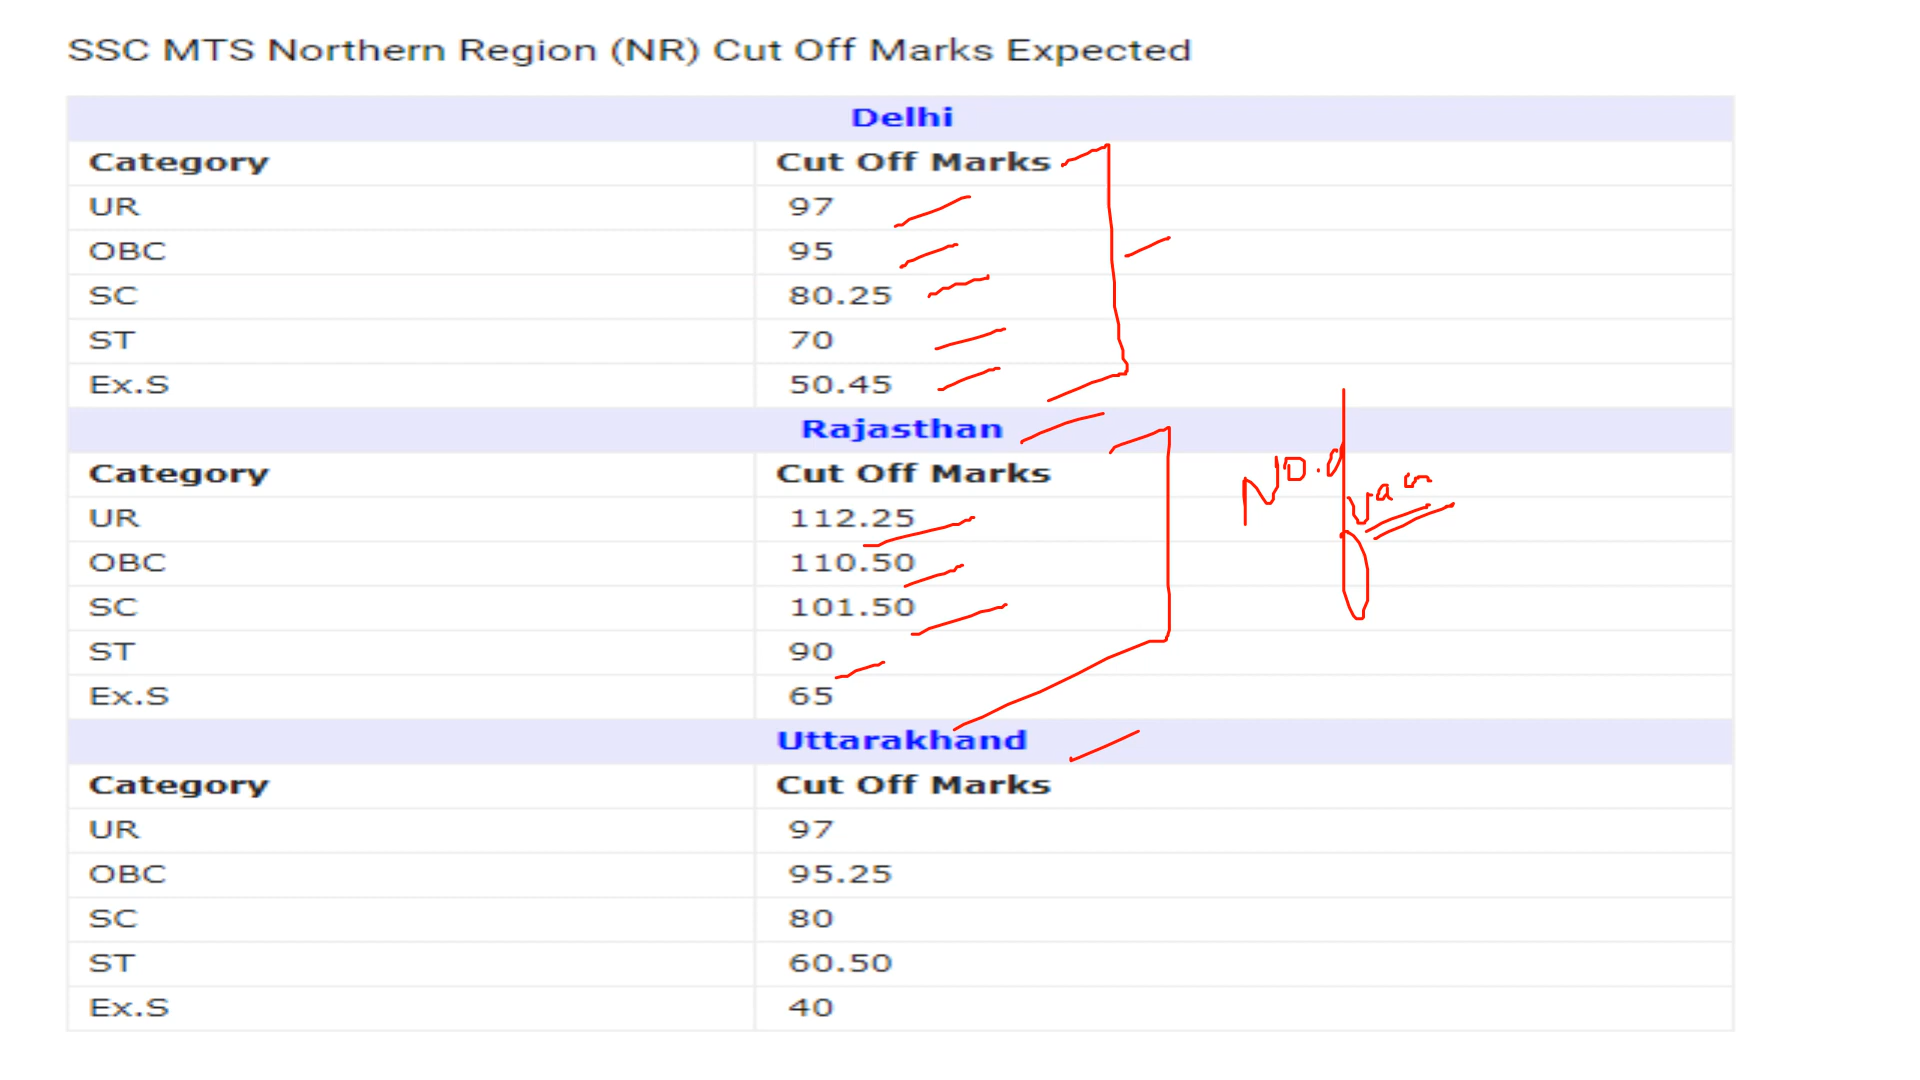 SSC MTS Northern Region (NR) Cut Off Marks Expected
Delhi
Category Cut Off Marks
UR 97
OBC 95
SC 80.25
ST 70
Ex.S 50.45
Rajasthan
Category Cut Off Marks
UR 112.25
OBC 110.50
SC 101.50
ST 90
Ex.S 65
No. of
Uttarakhand
Category Cut Off Marks
UR 97
OBC 95.25
SC 80
ST 60.50
Ex.S 40